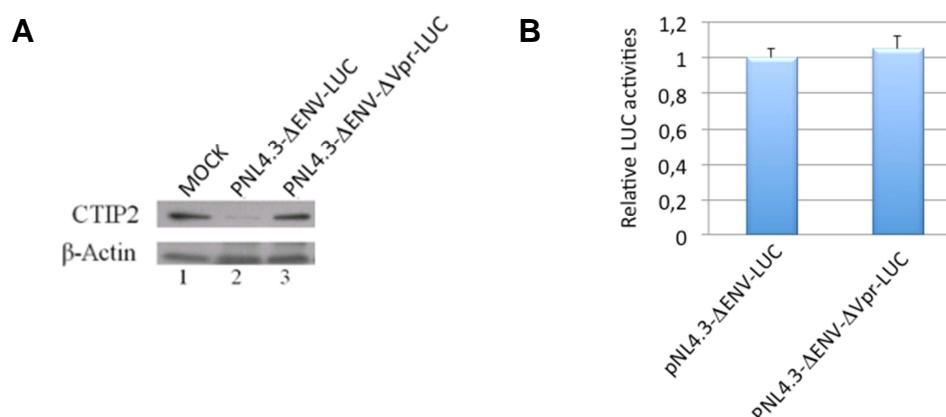 A
MOCK
PNL4.3-ΔENV-LUC
PNL4.3-ΔENV-ΔVpr-LUC
CTIP2
β-Actin
1 2 3
B
Relative LUC activities
1,2
1
0,8
0,6
0,4
0,2
0
pNL4.3-ΔENV-LUC
PNL4.3-ΔENV-ΔVpr-LUC